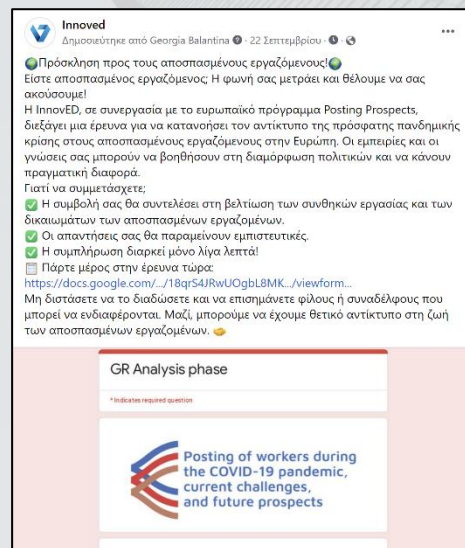 Innoved
Δημοσιεύτηκε από Georgia Balantina · 22 Σεπτεμβρίου ·
Πρόσκληση προς τους αποσπασμένους εργαζόμενους!
Είστε αποσπασμένος εργαζόμενος; Η φωνή σας μετράει και θέλουμε να σας
ακούσουμε!
Η InnovED, σε συνεργασία με το ευρωπαϊκό πρόγραμμα Posting Prospects,
διεξάγει μια έρευνα για να κατανοήσει τον αντίκτυπο της πρόσφατης πανδημικής
κρίσης στους αποσπασμένους εργαζόμενους στην Ευρώπη. Οι εμπειρίες και οι
γνώσεις σας μπορούν να βοηθήσουν στη διαμόρφωση πολιτικών και να κάνουν
πραγματική διαφορά.
Γιατί να συμμετάσχετε;
✅ Η συμβολή σας θα συντελέσει στη βελτίωση των συνθηκών εργασίας και των
δικαιωμάτων των αποσπασμένων εργαζομένων.
✅ Οι απαντήσεις σας θα παραμείνουν εμπιστευτικές.
✅ Η συμπλήρωση διαρκεί μόνο λίγα λεπτά!
📋 Πάρτε μέρος στην έρευνα τώρα:
https://docs.google.com/.../18qrS4JRwUOgbL8MK.../viewform...
Μη διστάσετε να το διαδώσετε και να επισημάνετε φίλους ή συναδέλφους που
μπορεί να ενδιαφέρονται. Μαζί, μπορούμε να έχουμε θετικό αντίκτυπο στη ζωή
των αποσπασμένων εργαζομένων. 🤝
GR Analysis phase
* Indicates required question
Posting of workers during
the COVID-19 pandemic,
current challenges,
and future prospects